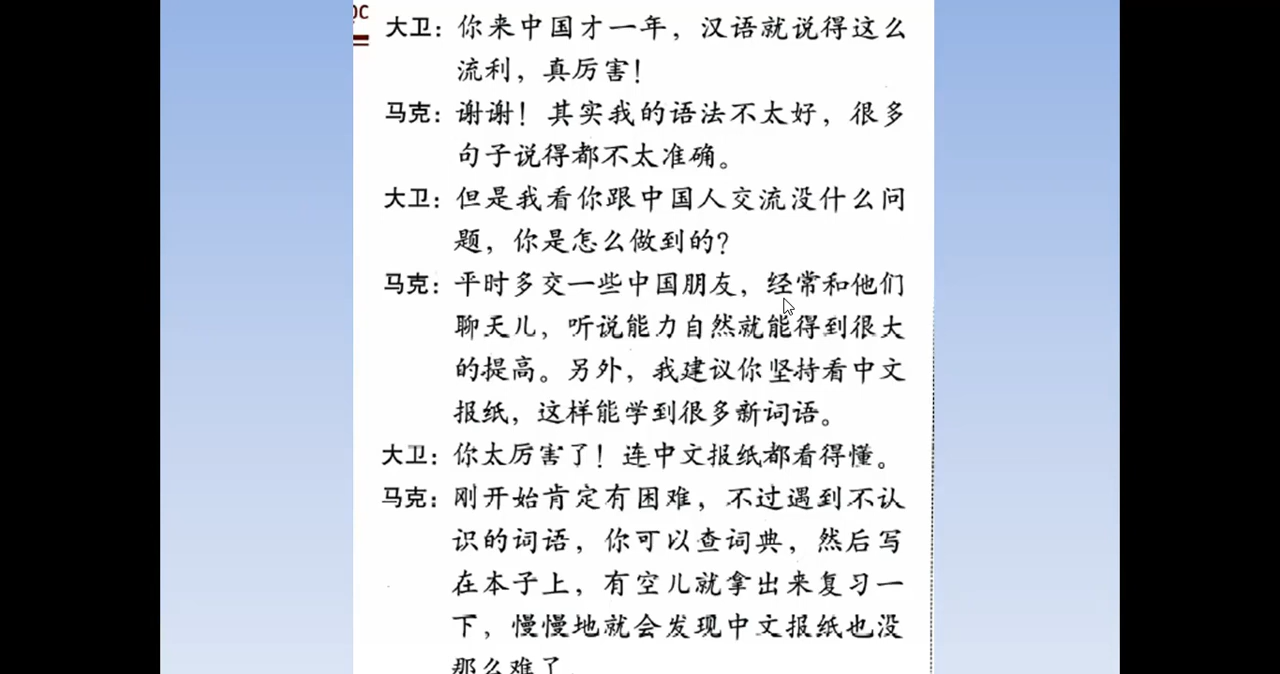 大卫：你来中国才一年，汉语就说得这么
流利，真厉害！
马克：谢谢！其实我的语法不太好，很多
句子说得都不太准确。
大卫：但是我看你跟中国人交流没什么问
题，你是怎么做到的？
马克：平时多交一些中国朋友，经常和他们
聊天儿，听说能力自然就能得到很大
的提高。另外，我建议你坚持看中文
报纸，这样能学到很多新词语。
大卫：你太厉害了！连中文报纸都看得懂。
马克：刚开始肯定有困难，不过遇到不认
识的词语，你可以查词典，然后写
在本子上，有空儿就拿出来复习一
下，慢慢地就会发现中文报纸也没
那么难了